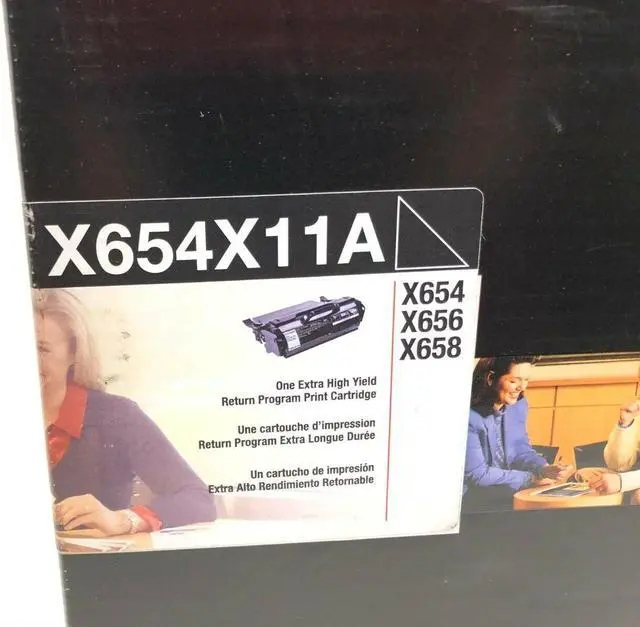 X654X11A
X654
X656
X658
One Extra High Yield
Return Program Print Cartridge
Une cartouche d'impression
Return Program Extra Longue Durée
Un cartucho de impresión
Extra Alto Rendimiento Retornable